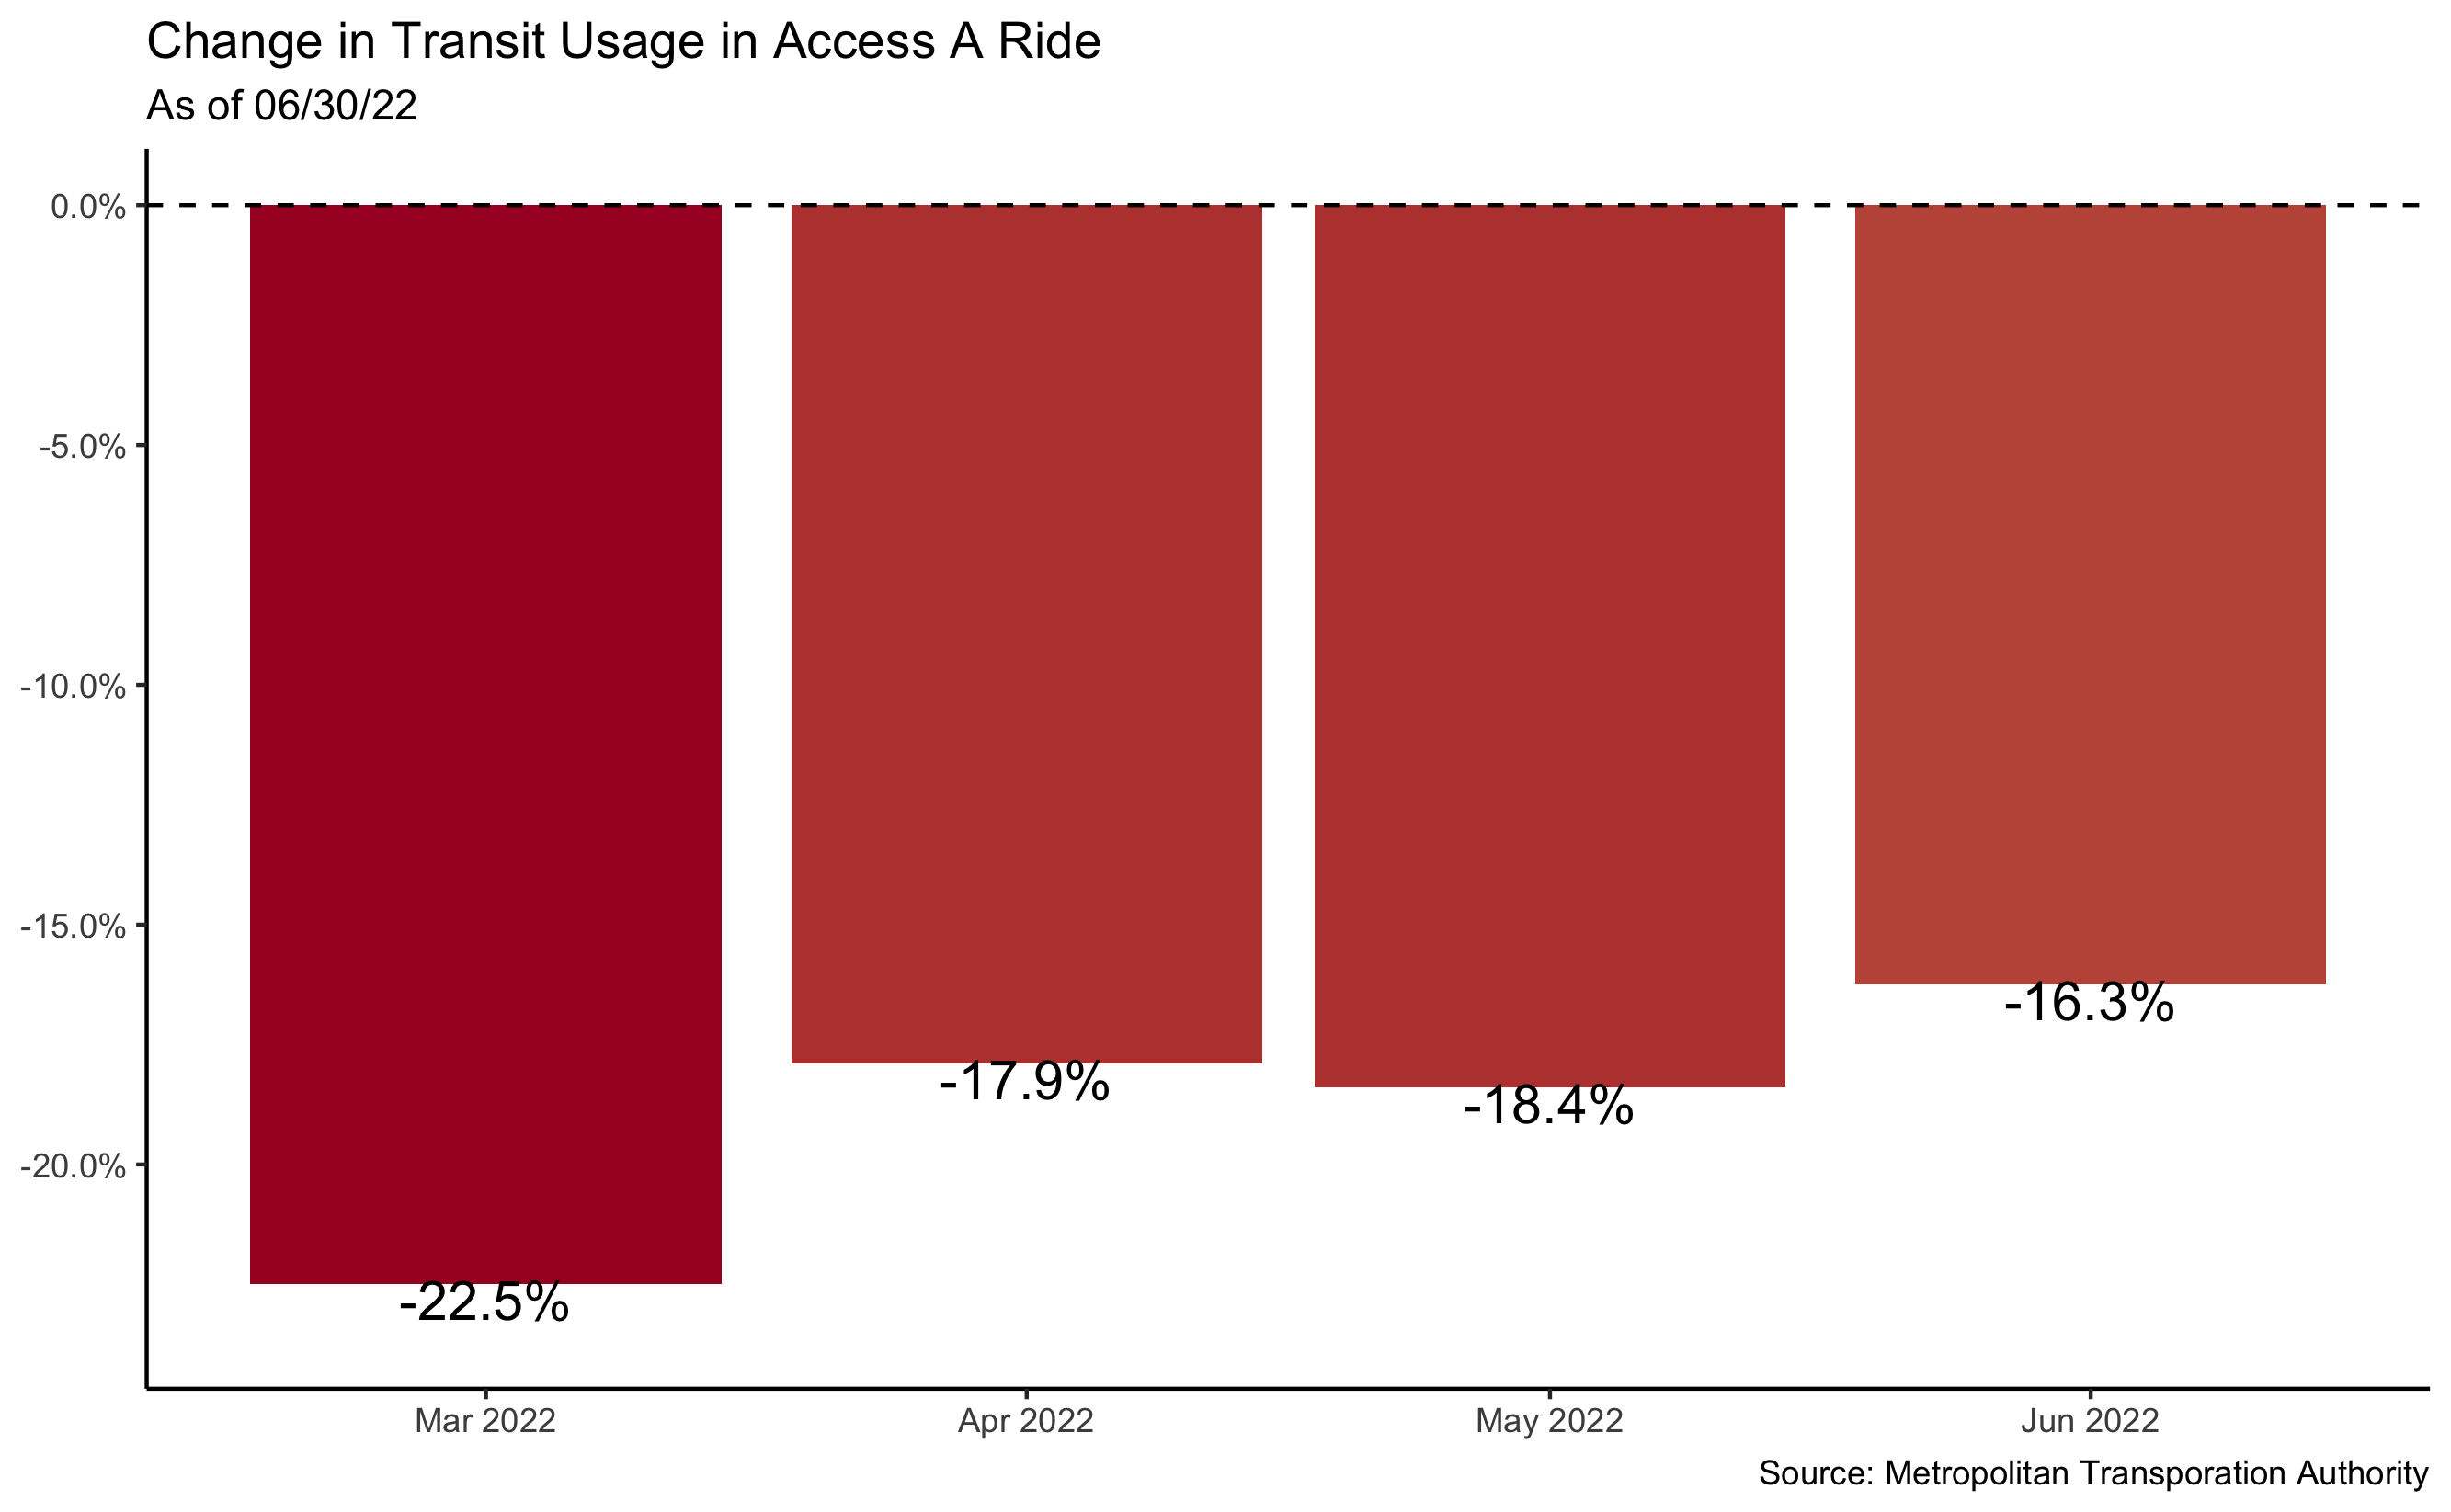 Change in Transit Usage in Access A Ride
As of 06/30/22
0.0%
-5.0%
-10.0%
-15.0%
-20.0%
-22.5%
-17.9%
-18.4%
-16.3%
Mar 2022
Apr 2022
May 2022
Jun 2022
Source: Metropolitan Transporation Authority